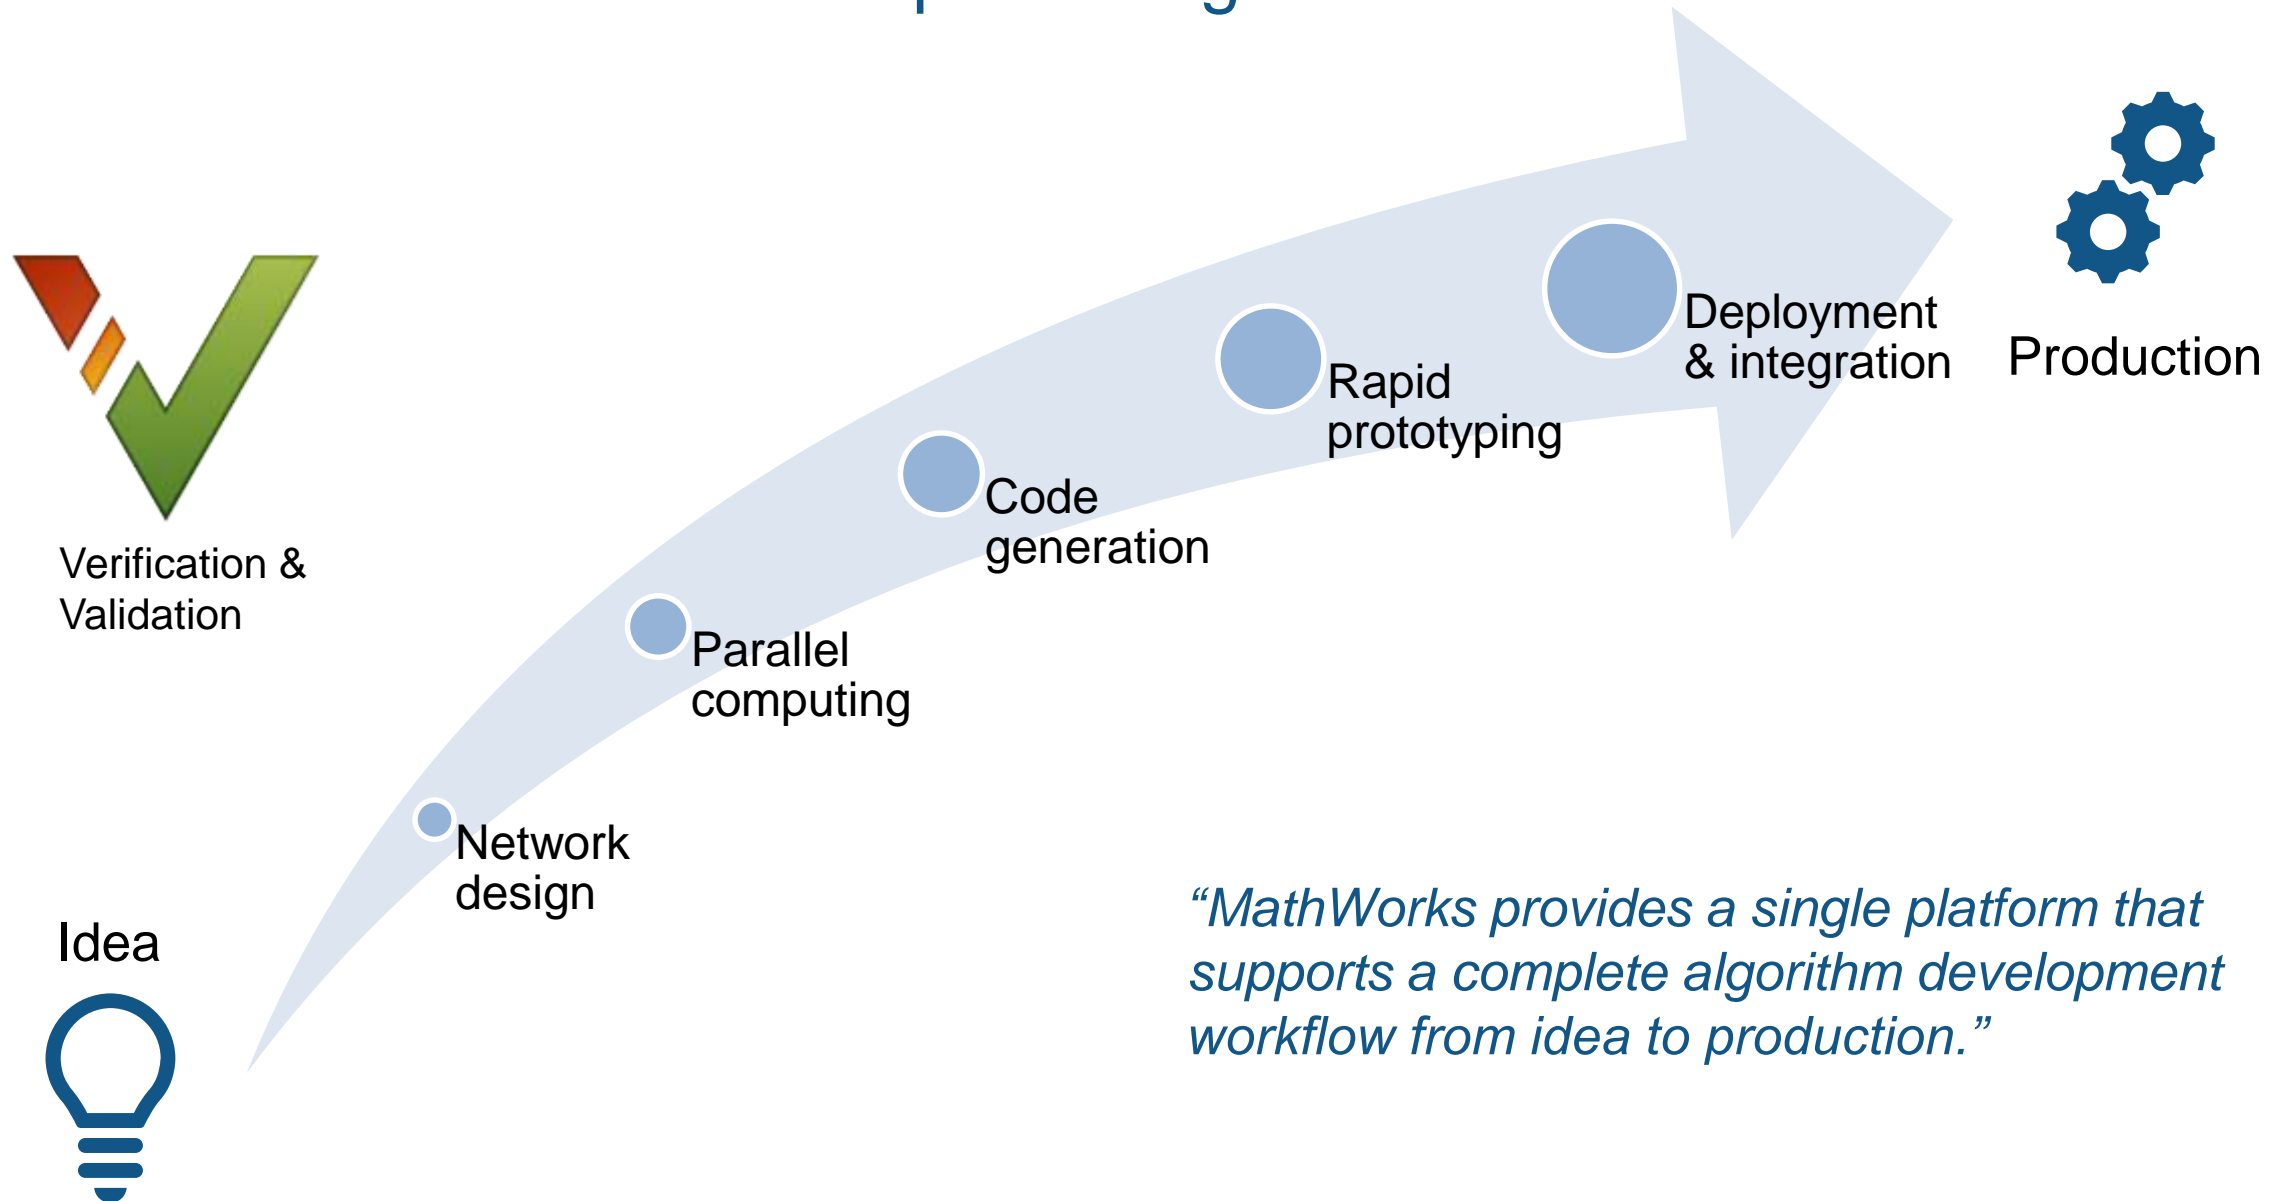 Deployment
& integration
Production
Rapid
prototyping
Code
generation
Verification &
Validation
Parallel
computing
Network
design
Idea
“MathWorks provides a single platform that
supports a complete algorithm development
workflow from idea to production.”